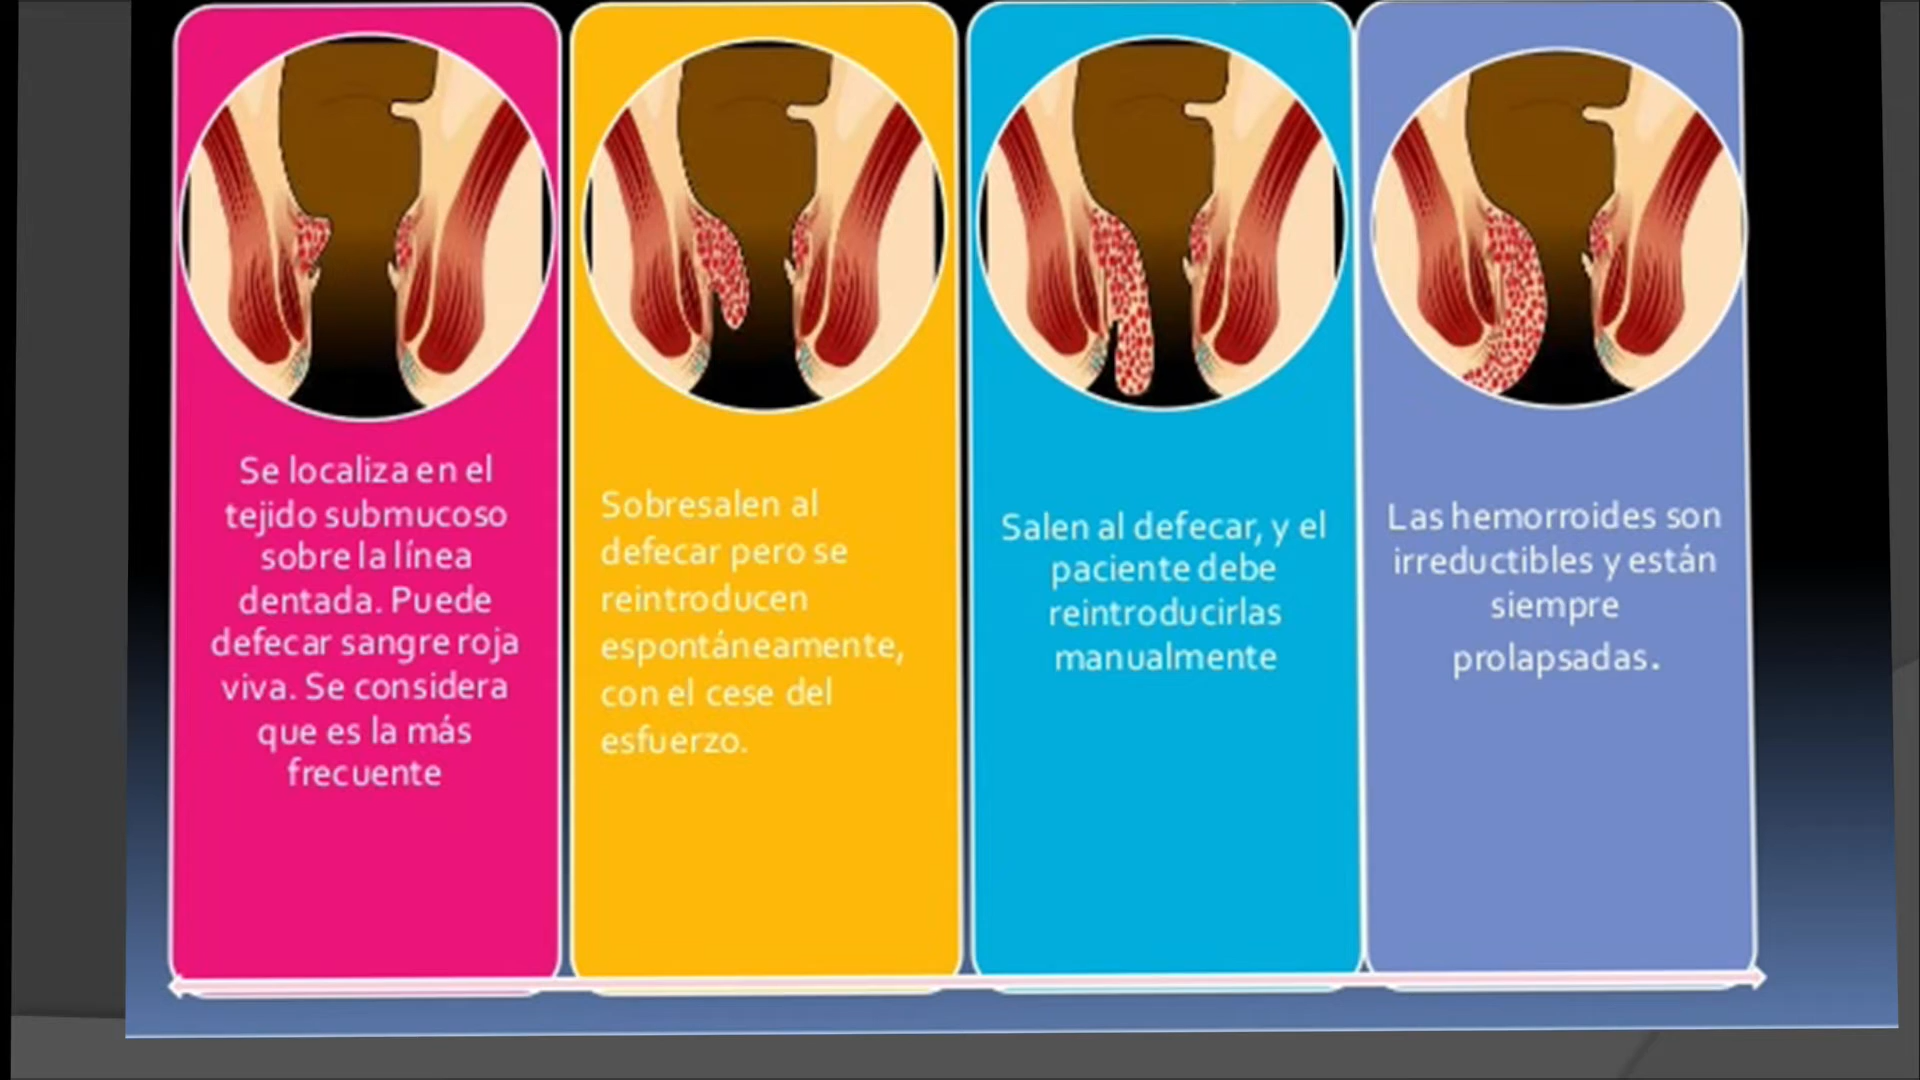 Se localiza en el
tejido submucoso
sobre la línea
dentada. Puede
defecar sangre roja
viva. Se considera
que es la más
frecuente
Sobresalen al
defecar pero se
reintroducen
espontáneamente,
con el cese del
esfuerzo.
Salen al defecar, y el
paciente debe
reintroducirlas
manualmente
Las hemorroides son
irreductibles y están
siempre
prolapsadas.